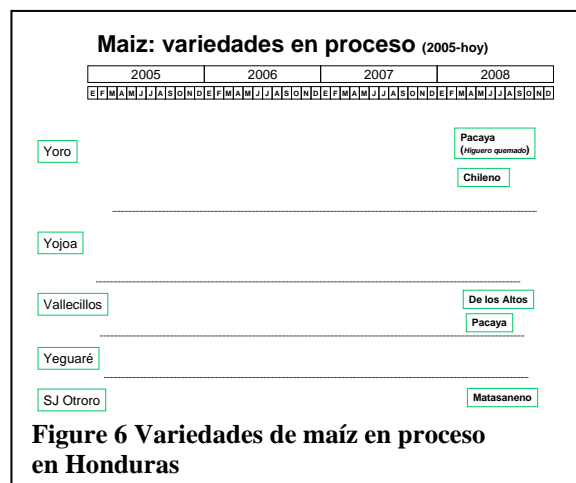 Maiz: variedades en proceso (2005-hoy)
2005 2006 2007 2008
E F M A M J J A S O N D E F M A M J J A S O N D E F M A M J J A S O N D E F M A M J J A S O N D
Yoro
Pacaya
(Higuero quemado)
Chileno
Yojoa
Vallecillos
De los Altos
Pacaya
Yeguaré
SJ Otroro
Matasaneno
Figure 6 Variedades de maíz en proceso
en Honduras